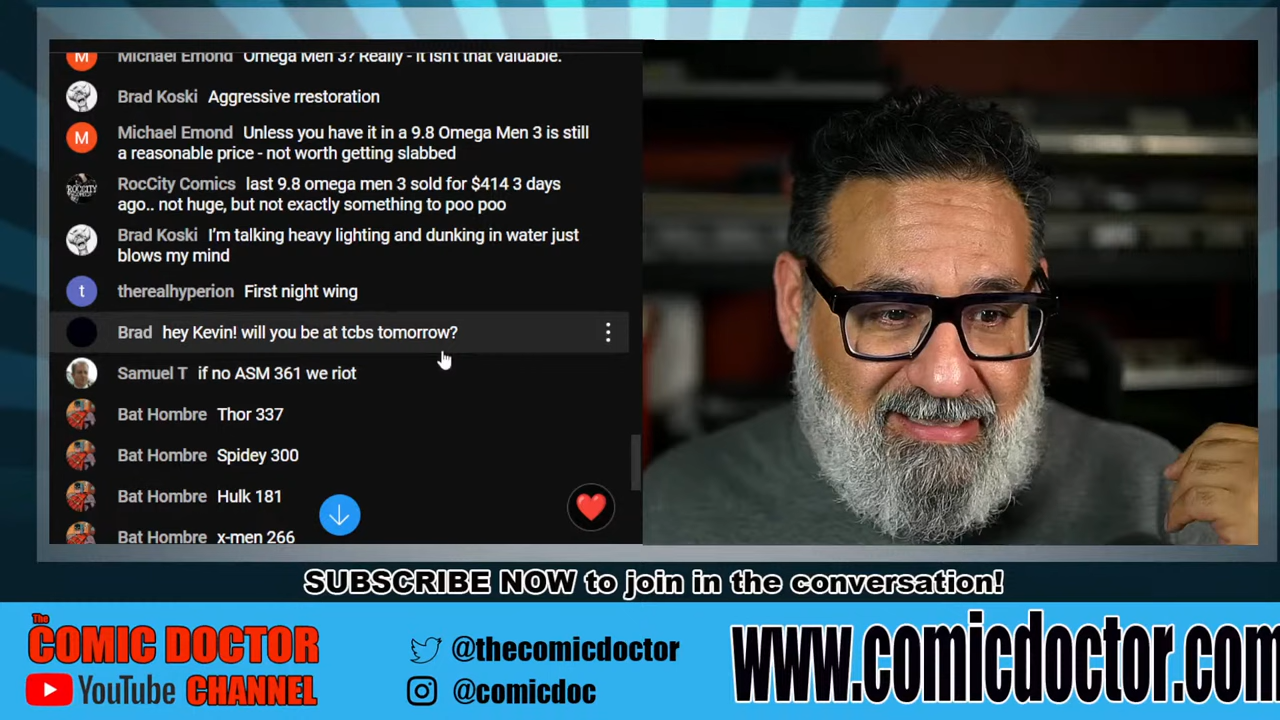 Michael Emond Omega Men 3? Really - it isn't that valuable.
Brad Koski Aggressive rrestoration
M
Michael Emond Unless you have it in a 9.8 Omega Men 3 is still
a reasonable price - not worth getting slabbed
RocCity Comics last 9.8 omega men 3 sold for $414 3 days
ago.. not huge, but not exactly something to poo poo
Brad Koski I'm talking heavy lighting and dunking in water just
blows my mind
t
therealhyperion First night wing
Brad hey Kevin! will you be at tcbs tomorrow?
Samuel T if no ASM 361 we riot
Bat Hombre Thor 337
Bat Hombre Spidey 300
Bat Hombre Hulk 181
Bat Hombre x-men 266
SUBSCRIBE NOW to join in the conversation!
The
COMIC DOCTOR
YouTube CHANNEL
@thecomicdoctor
@comicdoc
www.comicdoctor.com